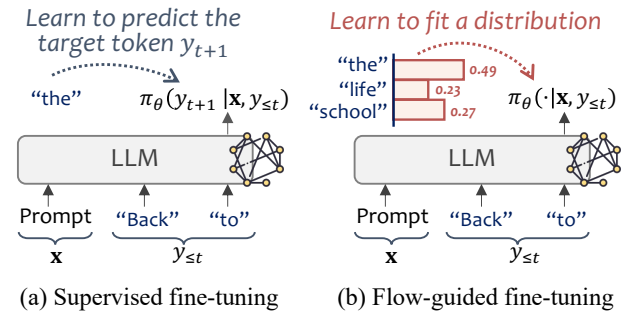 Learn to predict the
target token y_{t+1}
"the"
π_θ(y_{t+1} |x, y_{≤t})
LLM
Prompt
"Back"
"to"
x
y_{≤t}
(a) Supervised fine-tuning
Learn to fit a distribution
"the"
0.49
"life"
0.23
"school"
0.27
π_θ(·|x, y_{≤t})
LLM
Prompt
"Back"
"to"
x
y_{≤t}
(b) Flow-guided fine-tuning